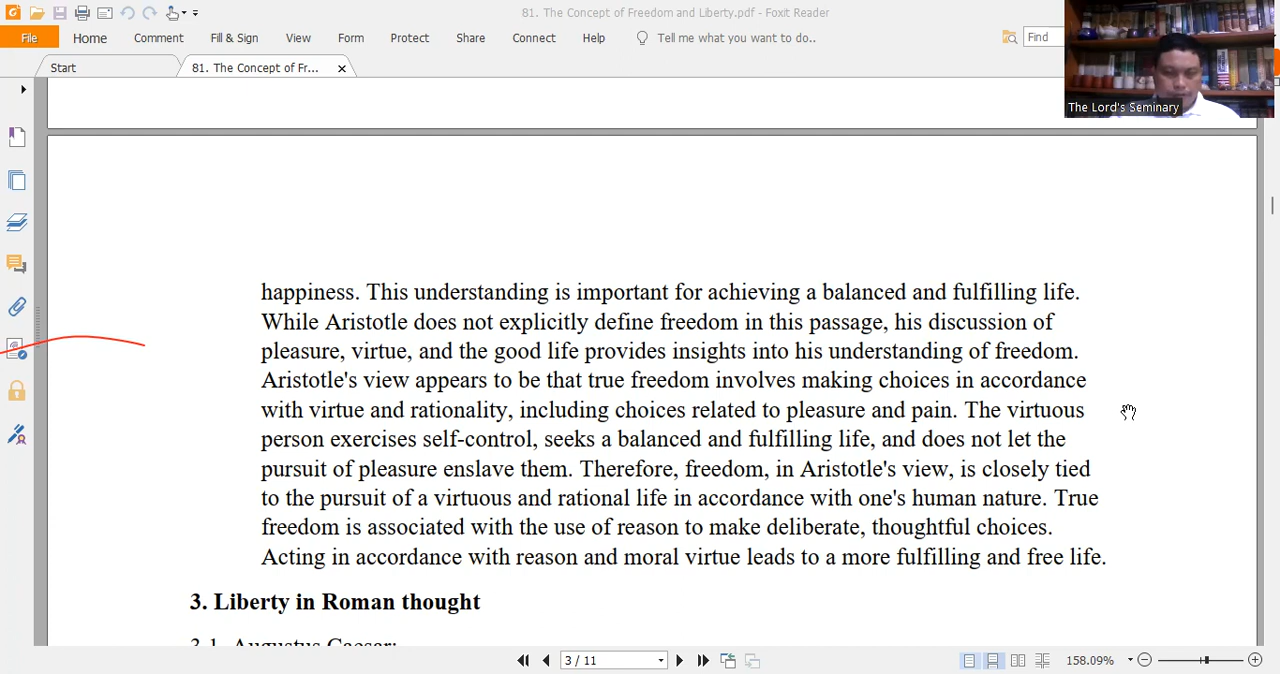 81. The Concept of Freedom and Liberty.pdf - Foxit Reader
File Home Comment Fill & Sign View Form Protect Share Connect Help Tell me what you want to do.. Find
Start 81. The Concept of Fr...
The Lord's Seminary
happiness. This understanding is important for achieving a balanced and fulfilling life.
While Aristotle does not explicitly define freedom in this passage, his discussion of
pleasure, virtue, and the good life provides insights into his understanding of freedom.
Aristotle's view appears to be that true freedom involves making choices in accordance
with virtue and rationality, including choices related to pleasure and pain. The virtuous
person exercises self-control, seeks a balanced and fulfilling life, and does not let the
pursuit of pleasure enslave them. Therefore, freedom, in Aristotle's view, is closely tied
to the pursuit of a virtuous and rational life in accordance with one's human nature. True
freedom is associated with the use of reason to make deliberate, thoughtful choices.
Acting in accordance with reason and moral virtue leads to a more fulfilling and free life.
3. Liberty in Roman thought
3.1. Augustus Caesar:
3 / 11 158.09%